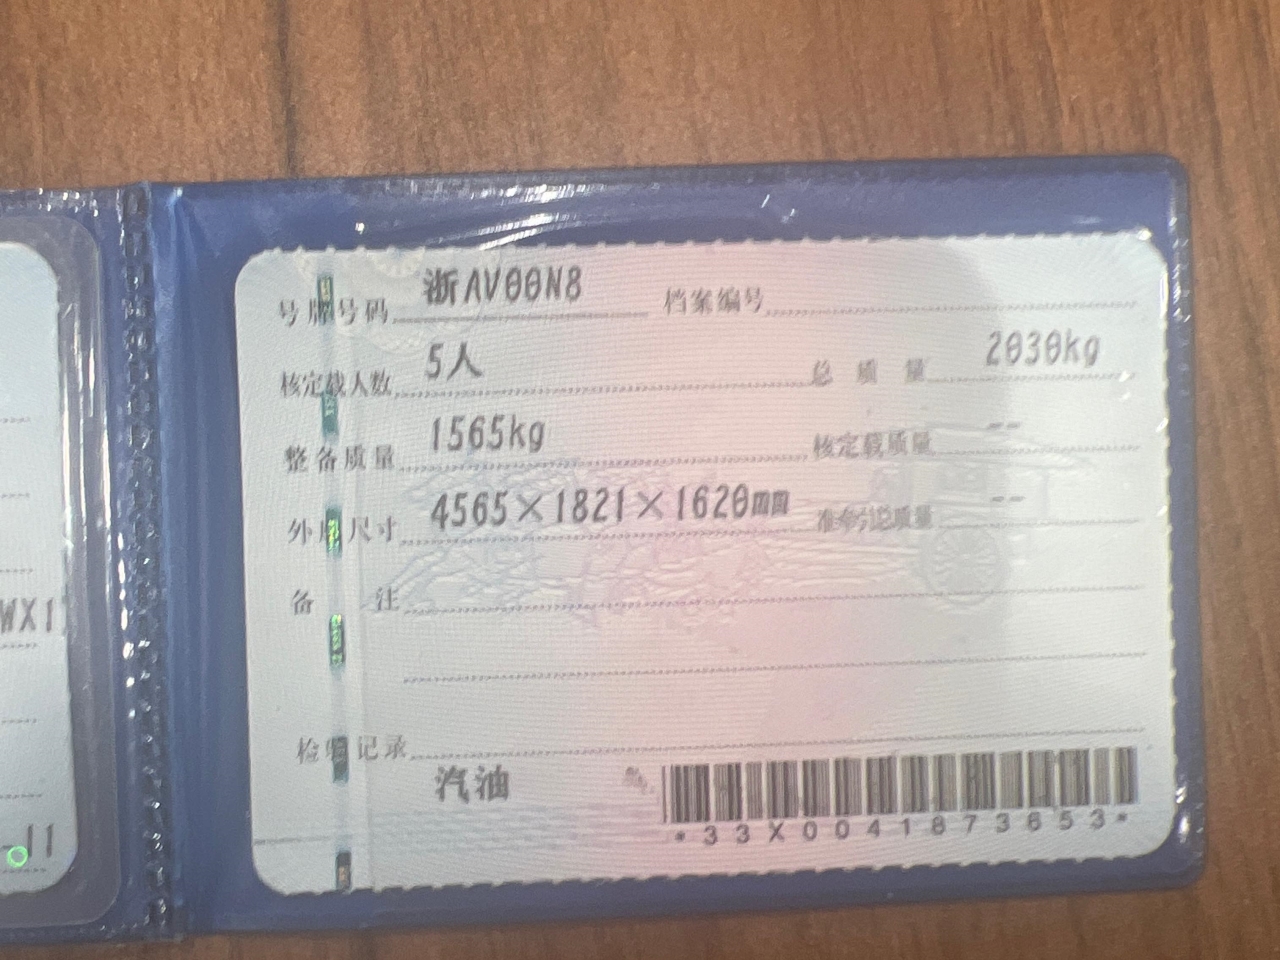 号牌号码 浙AV00N8 档案编号
核定载人数 5人 总质量 2030kg
整备质量 1565kg 核定载质量 --
外廓尺寸 4565×1821×1620mm 准牵引总质量 --
备注
检验记录
汽油
*33X0041873653*
WX1
-11